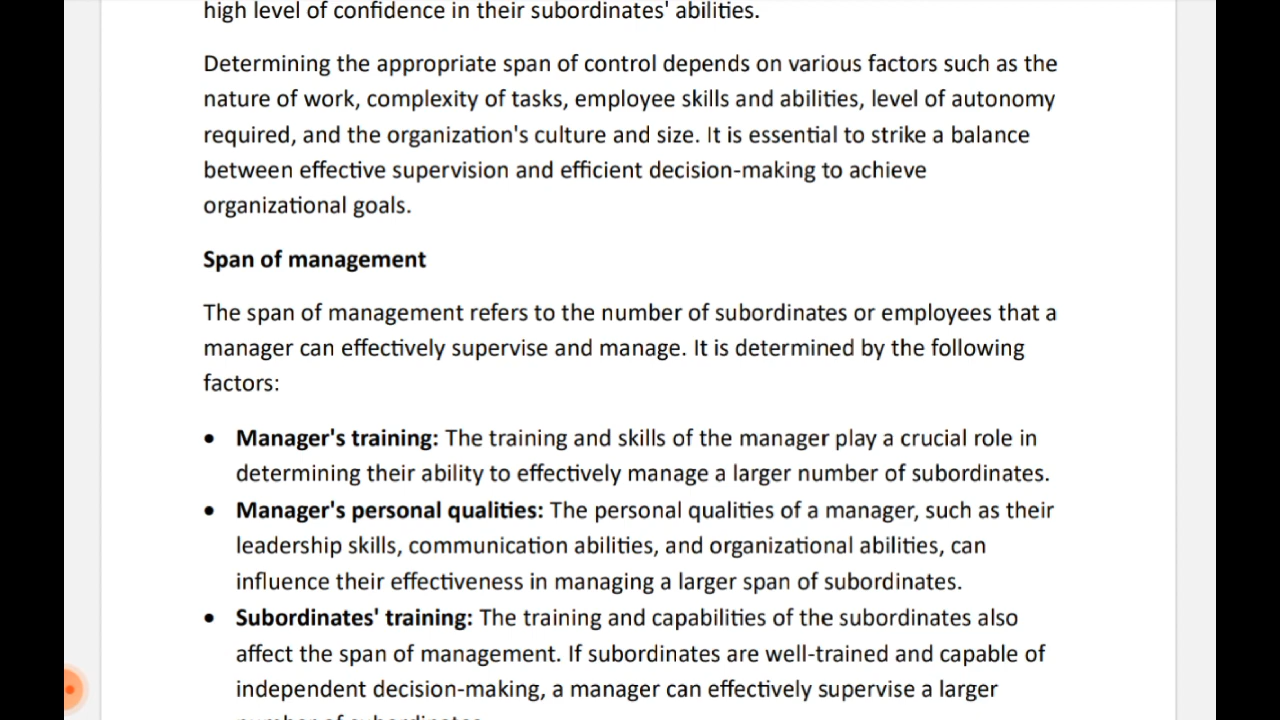 high level of confidence in their subordinates' abilities.
Determining the appropriate span of control depends on various factors such as the
nature of work, complexity of tasks, employee skills and abilities, level of autonomy
required, and the organization's culture and size. It is essential to strike a balance
between effective supervision and efficient decision-making to achieve
organizational goals.
Span of management
The span of management refers to the number of subordinates or employees that a
manager can effectively supervise and manage. It is determined by the following
factors:
• Manager's training: The training and skills of the manager play a crucial role in
determining their ability to effectively manage a larger number of subordinates.
• Manager's personal qualities: The personal qualities of a manager, such as their
leadership skills, communication abilities, and organizational abilities, can
influence their effectiveness in managing a larger span of subordinates.
• Subordinates' training: The training and capabilities of the subordinates also
affect the span of management. If subordinates are well-trained and capable of
independent decision-making, a manager can effectively supervise a larger
number of subordinates.